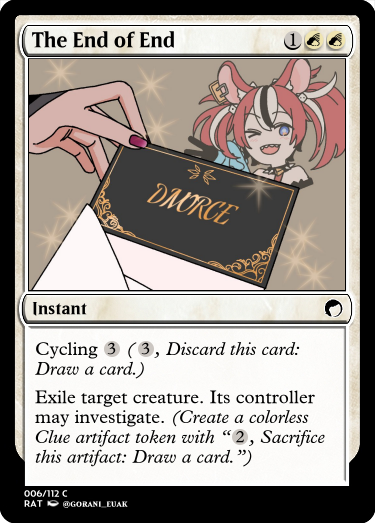 The End of End 1
DIVORCE
Instant
Cycling 3 (3, Discard this card:
Draw a card.)
Exile target creature. Its controller
may investigate. (Create a colorless
Clue artifact token with “2, Sacrifice
this artifact: Draw a card.”)
006/112 C
RAT @GORANI_EUAK